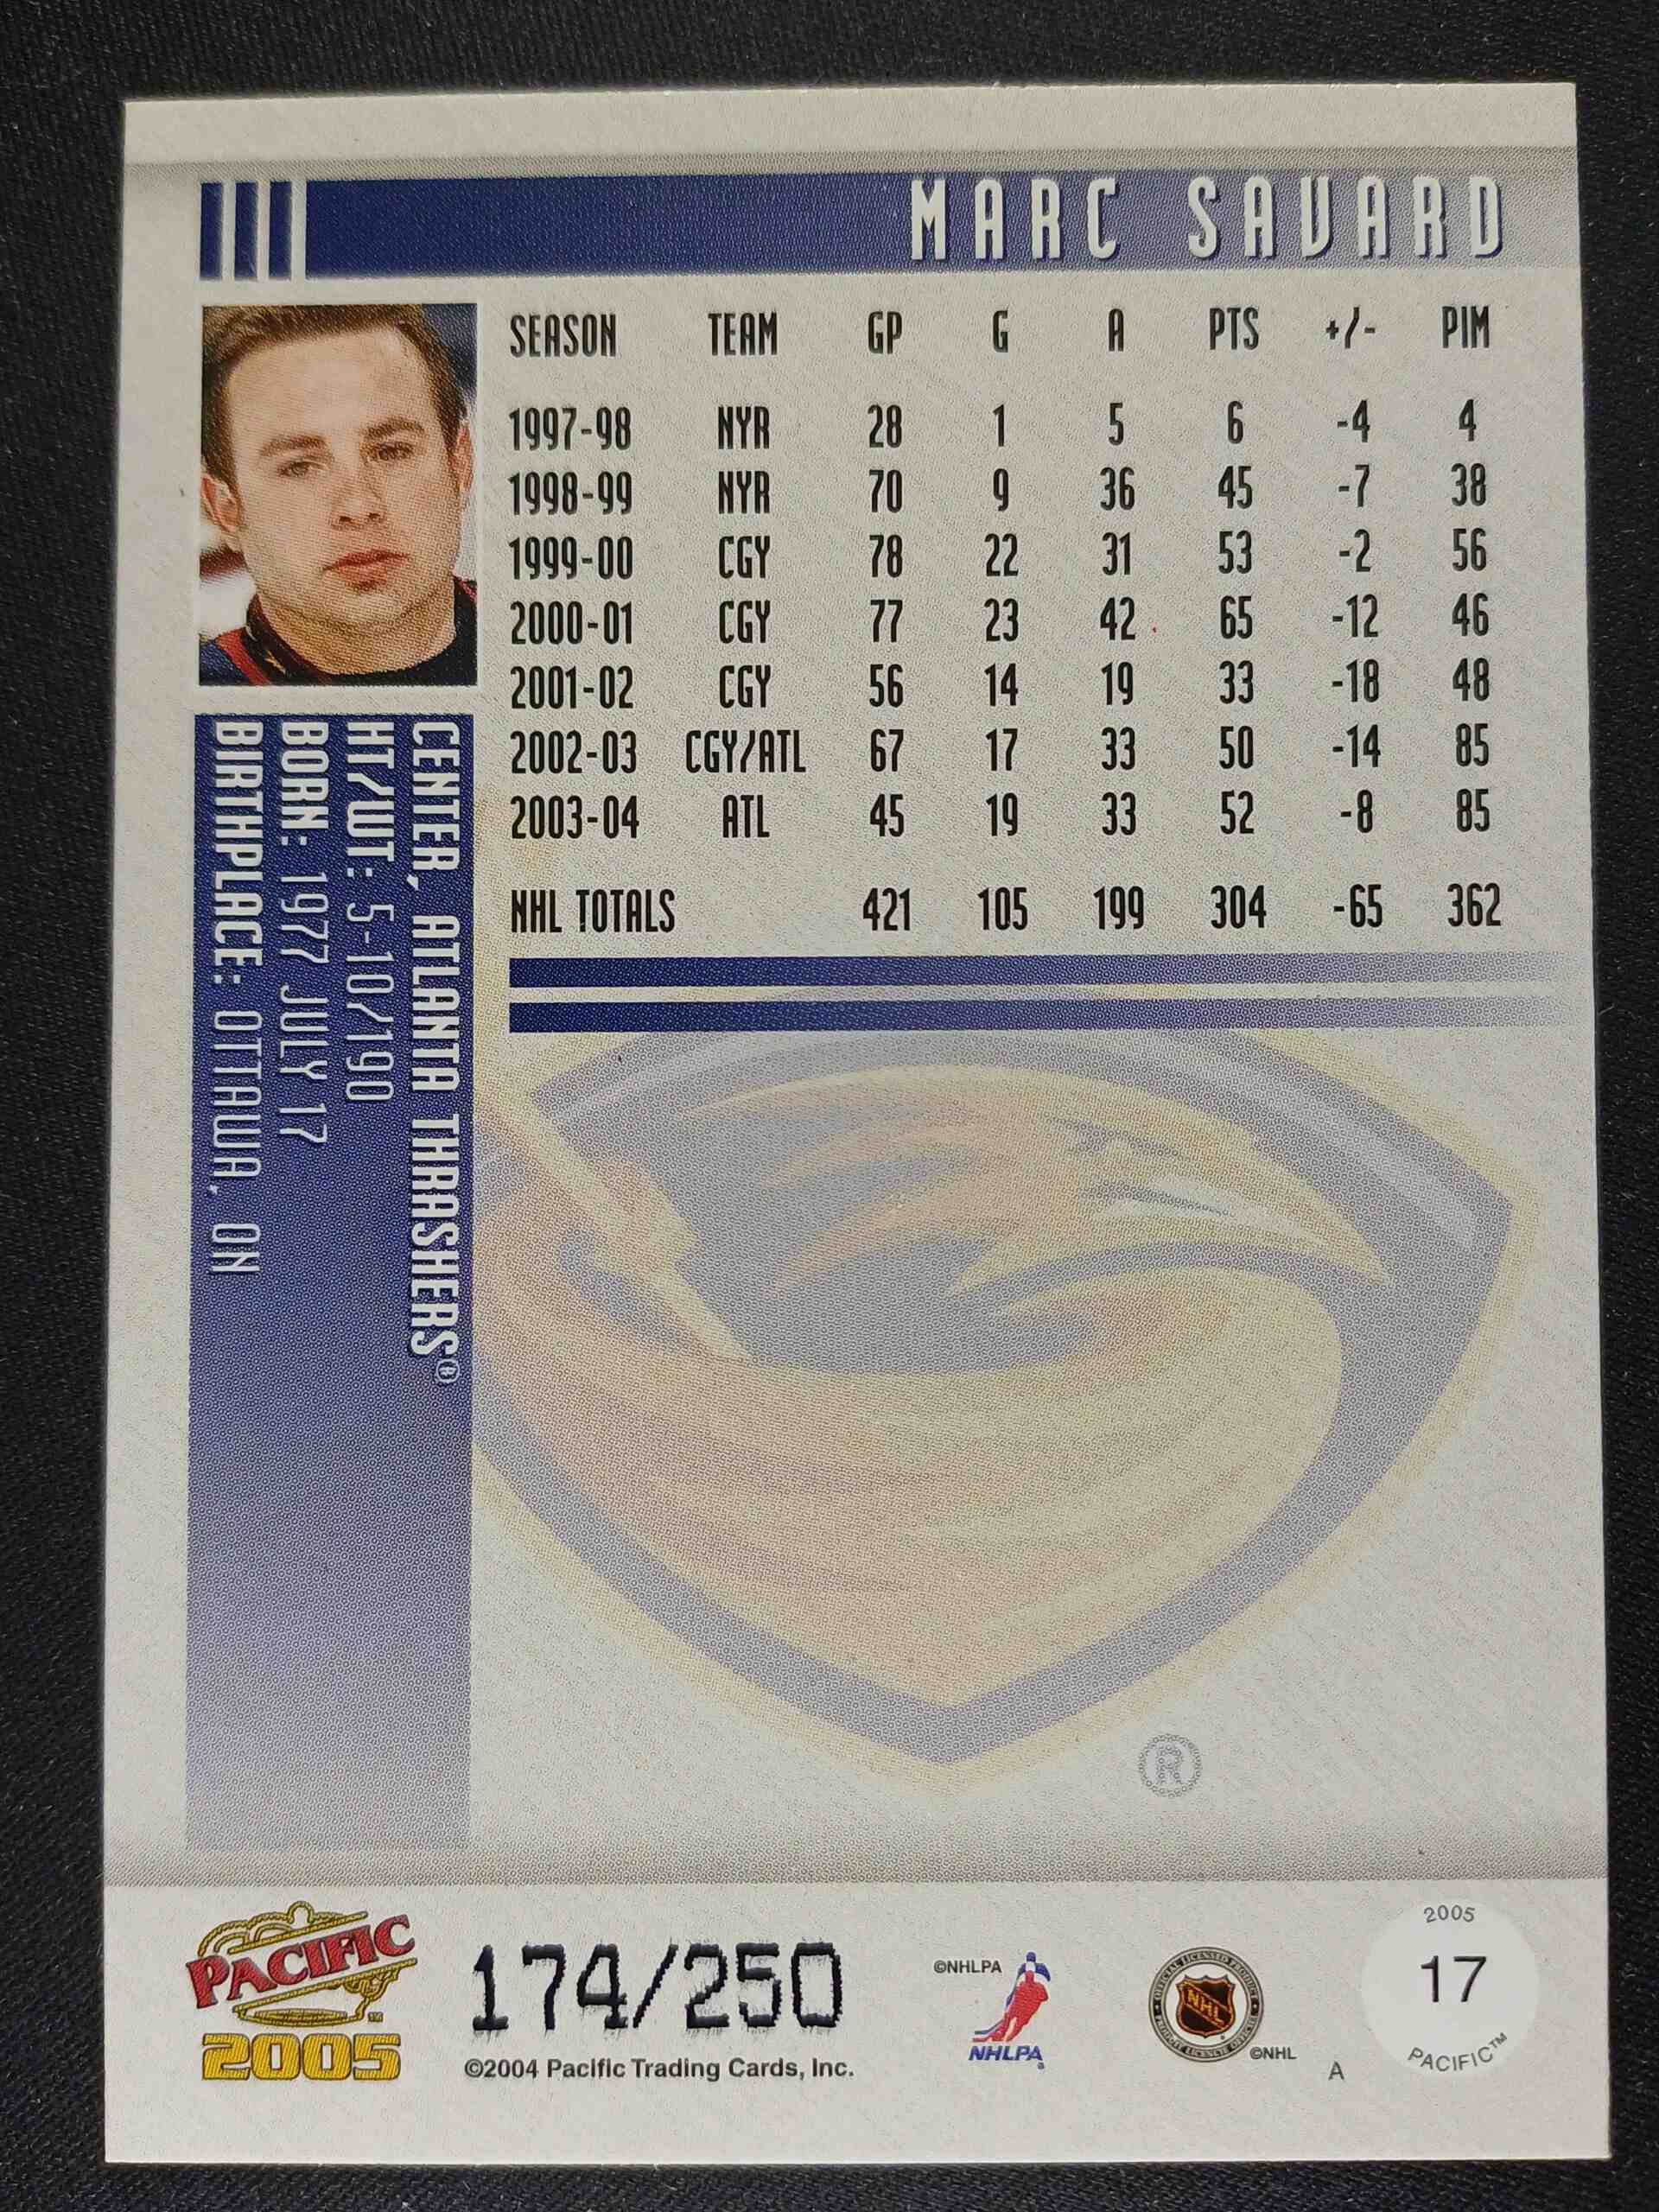 MARC SAVARD
SEASON TEAM GP G A PTS +/- PIM
1997-98 NYR 28 1 5 6 -4 4
1998-99 NYR 70 9 36 45 -7 38
1999-00 CGY 78 22 31 53 -2 56
2000-01 CGY 77 23 42 65 -12 46
2001-02 CGY 56 14 19 33 -18 48
2002-03 CGY/ATL 67 17 33 50 -14 85
2003-04 ATL 45 19 33 52 -8 85
NHL TOTALS 421 105 199 304 -65 362
CENTER, ATLANTA THRASHERS®
HT/WT: 5-10/190
BORN: 1977 JULY 17
BIRTHPLACE: OTTAWA, ON
®
PACIFIC™
2005
174/250
©2004 Pacific Trading Cards, Inc.
©NHLPA
NHLPA
NHL
©NHL
A
2005
17
PACIFIC™